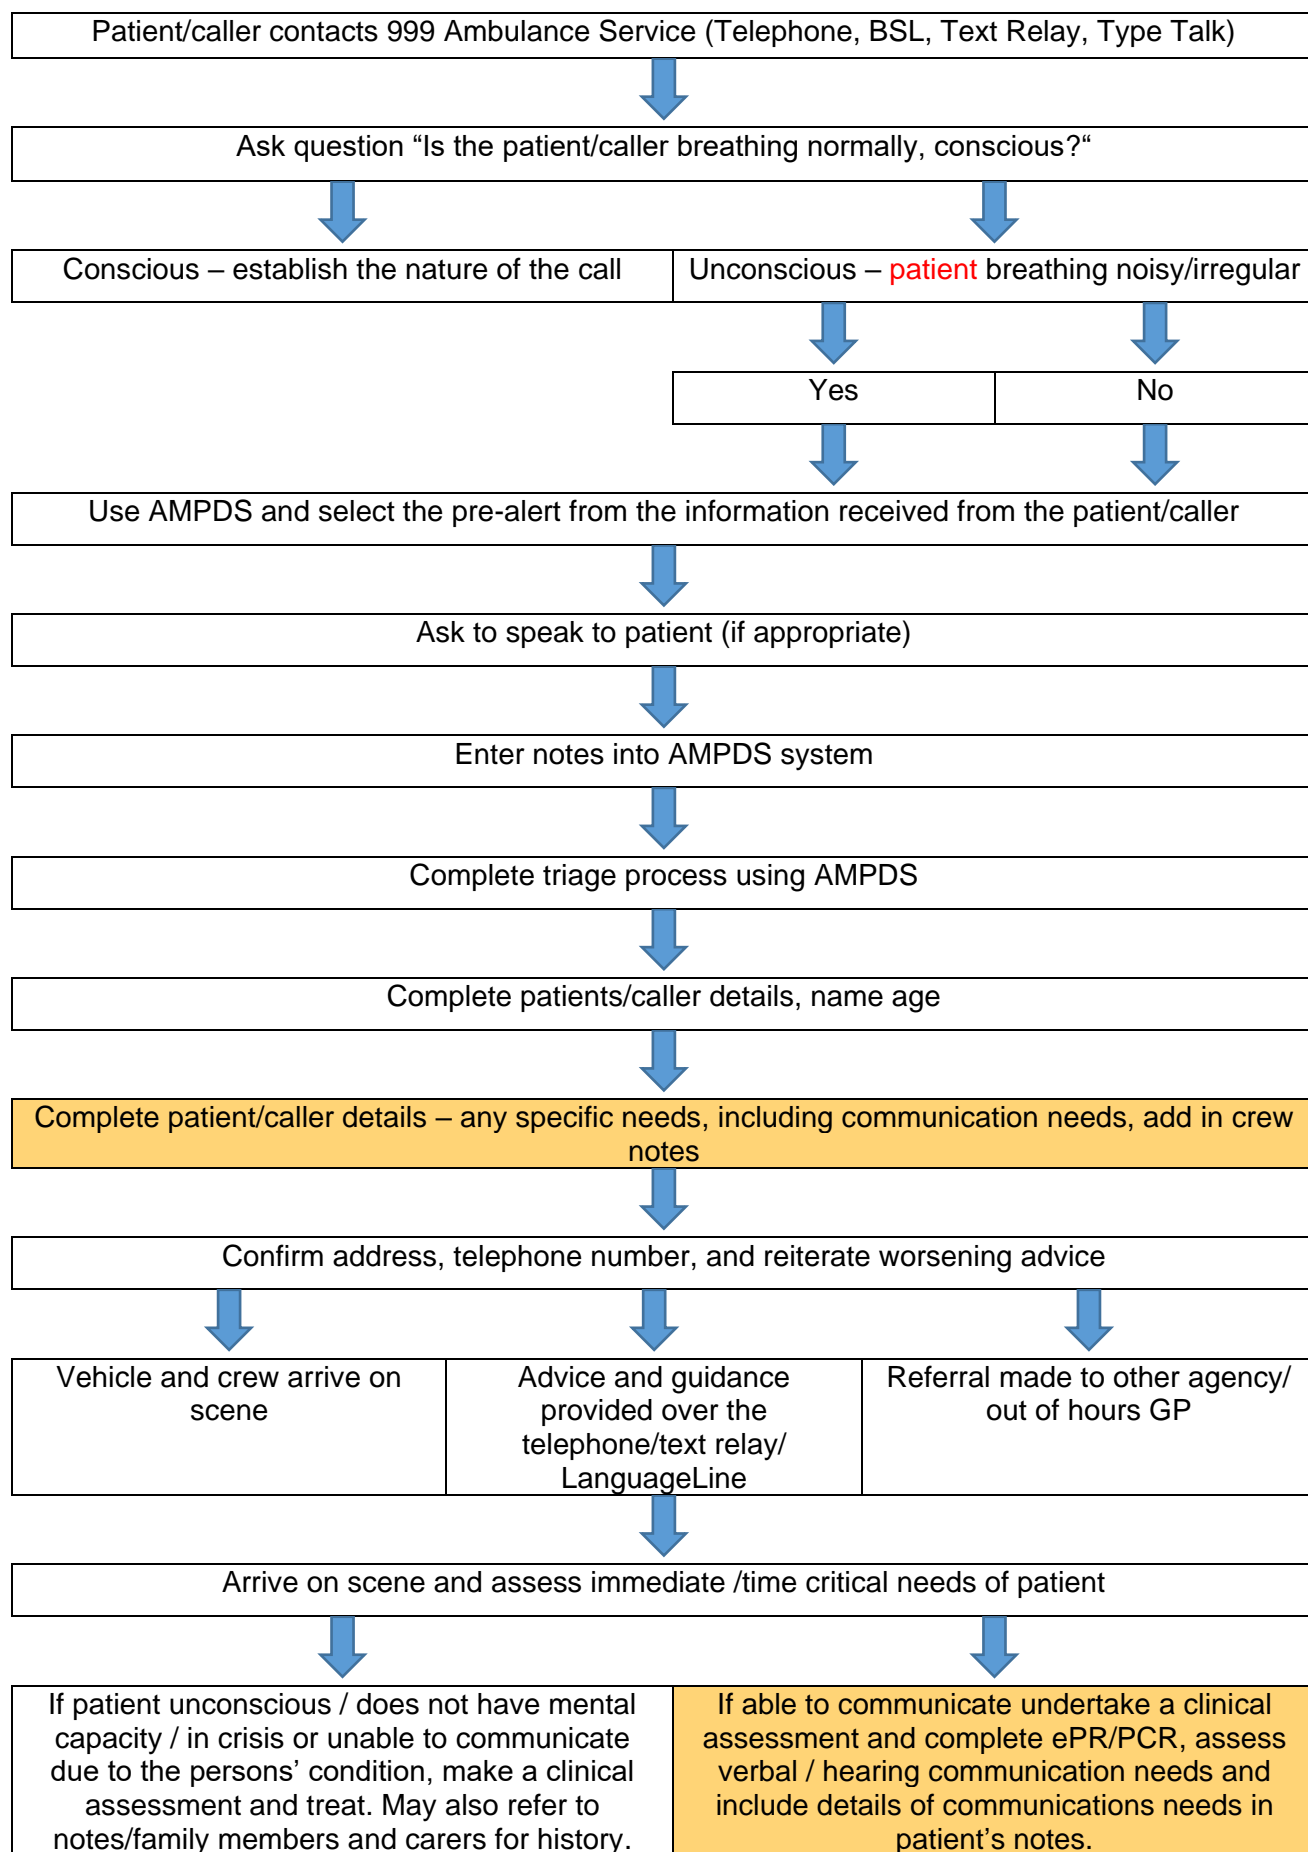 Patient/caller contacts 999 Ambulance Service (Telephone, BSL, Text Relay, Type Talk)
Ask question “Is the patient/caller breathing normally, conscious?“
Conscious – establish the nature of the call
Unconscious – patient breathing noisy/irregular
Yes
No
Use AMPDS and select the pre-alert from the information received from the patient/caller
Ask to speak to patient (if appropriate)
Enter notes into AMPDS system
Complete triage process using AMPDS
Complete patients/caller details, name age
Complete patient/caller details – any specific needs, including communication needs, add in crew
notes
Confirm address, telephone number, and reiterate worsening advice
Vehicle and crew arrive on
scene
Advice and guidance
provided over the
telephone/text relay/
LanguageLine
Referral made to other agency/
out of hours GP
Arrive on scene and assess immediate /time critical needs of patient
If patient unconscious / does not have mental
capacity / in crisis or unable to communicate
due to the persons’ condition, make a clinical
assessment and treat. May also refer to
notes/family members and carers for history.
If able to communicate undertake a clinical
assessment and complete ePR/PCR, assess
verbal / hearing communication needs and
include details of communications needs in
patient’s notes.